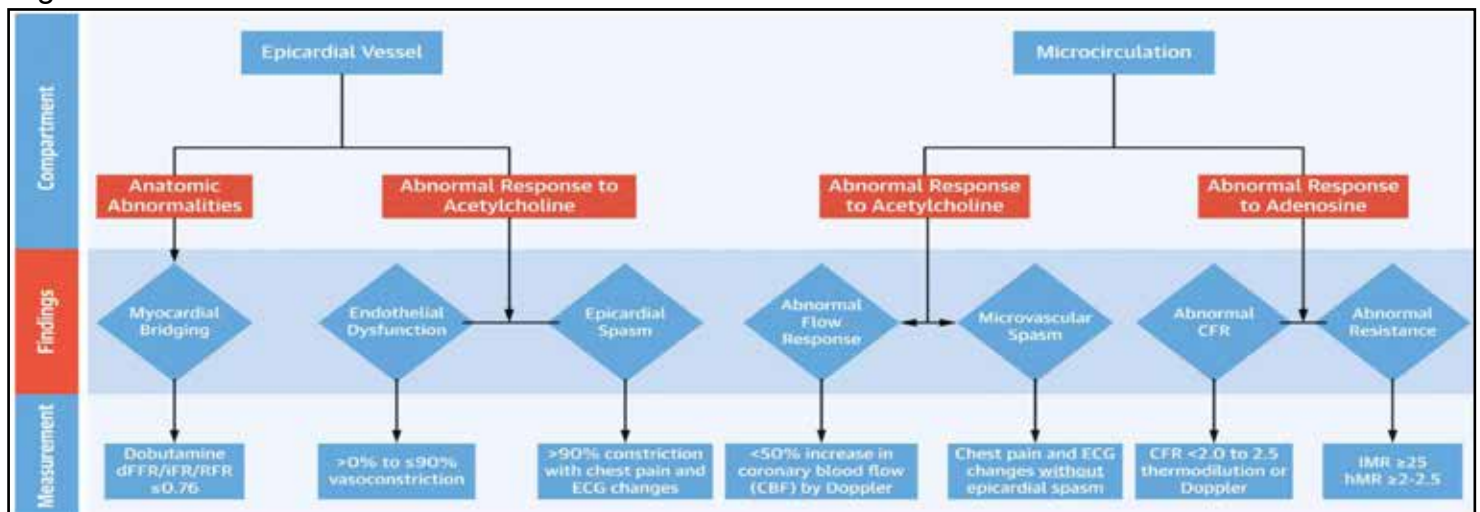 Compartment
Epicardial Vessel
Microcirculation
Anatomic
Abnormalities
Abnormal Response to
Acetylcholine
Abnormal Response
to Acetylcholine
Abnormal Response
to Adenosine
Findings
Myocardial
Bridging
Endothelial
Dysfunction
Epicardial
Spasm
Abnormal
Flow
Response
Microvascular
Spasm
Abnormal
CFR
Abnormal
Resistance
Measurement
Dobutamine
dFFR/iFR/RFR
≤0.76
>0% to ≤90%
vasoconstriction
>90% constriction
with chest pain and
ECG changes
<50% increase in
coronary blood flow
(CBF) by Doppler
Chest pain and ECG
changes without
epicardial spasm
CFR <2.0 to 2.5
thermodilution or
Doppler
IMR ≥25
hMR ≥2-2.5